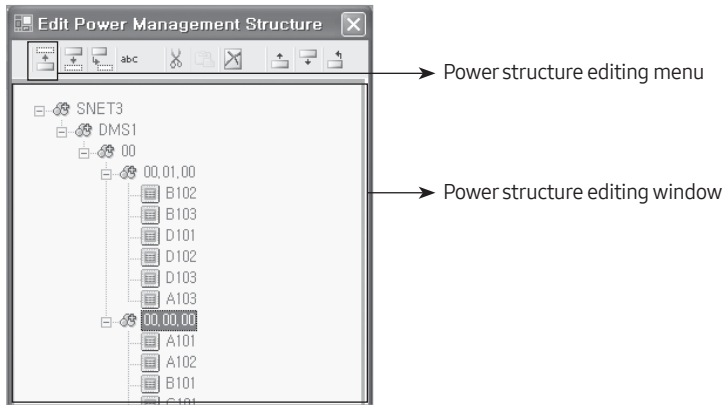 Edit Power Management Structure
abc
Power structure editing menu
SNET3
DMS1
00
00,01,00
B102
Power structure editing window
B103
D101
D102
D103
A103
00,00,00
A101
A102
B101
C101